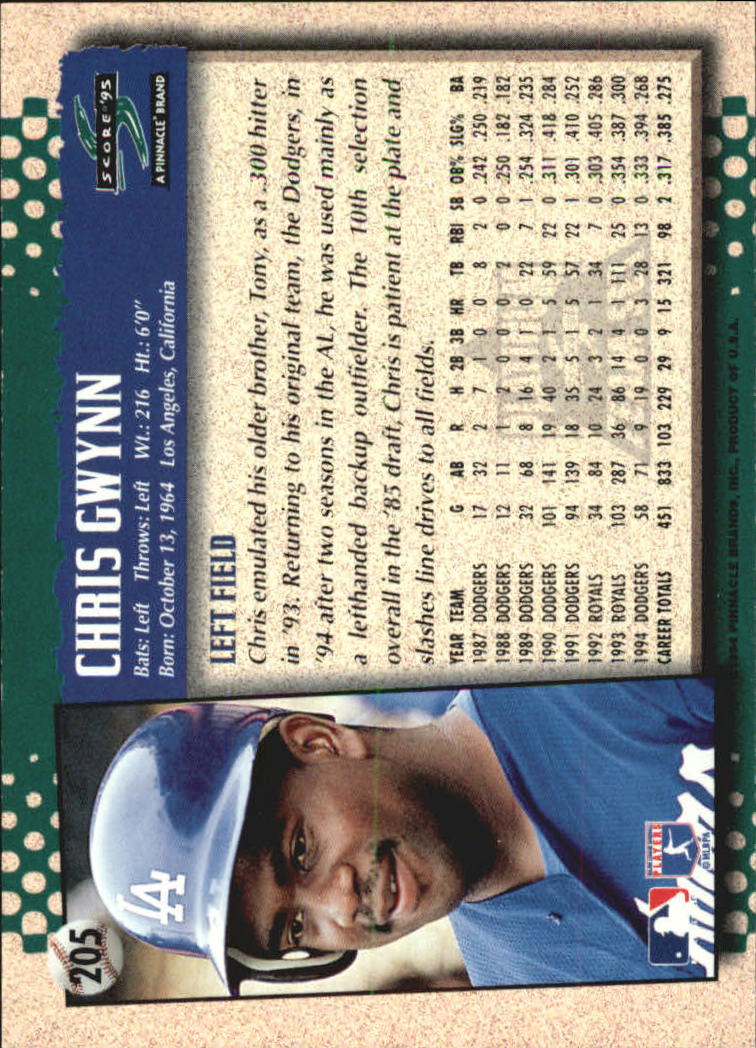 205
CHRIS GWYNN
Bats: Left Throws: Left Wt.: 216 Ht.: 6'0"
Born: October 13, 1964 Los Angeles, California
SCORE '95
A PINNACLE® BRAND
LEFT FIELD
Chris emulated his older brother, Tony, as a .300 hitter
in '93. Returning to his original team, the Dodgers, in
'94 after two seasons in the AL, he was used mainly as
a lefthanded backup outfielder. The 10th selection
overall in the '85 draft, Chris is patient at the plate and
slashes line drives to all fields.
YEAR TEAM G AB R H 2B 3B HR TB RBI SB OB% SLG% BA
1987 DODGERS 17 32 2 7 1 0 0 8 2 0 .242 .250 .219
1988 DODGERS 12 11 1 2 0 0 0 2 0 0 .250 .182 .182
1989 DODGERS 32 68 8 16 4 1 0 22 7 1 .254 .324 .235
1990 DODGERS 101 141 19 40 2 1 5 59 22 0 .311 .418 .284
1991 DODGERS 94 139 18 35 5 1 5 57 22 1 .301 .410 .252
1992 ROYALS 34 84 10 24 3 2 1 34 7 0 .303 .405 .286
1993 ROYALS 103 287 36 86 14 4 1 111 25 0 .354 .387 .300
1994 DODGERS 58 71 9 19 0 0 3 28 13 0 .333 .394 .268
CAREER TOTALS 451 833 103 229 29 9 15 321 98 2 .317 .385 .275
LA
PLAYERS
©MLBPA
©1994 PINNACLE BRANDS, INC., PRODUCT OF U.S.A.